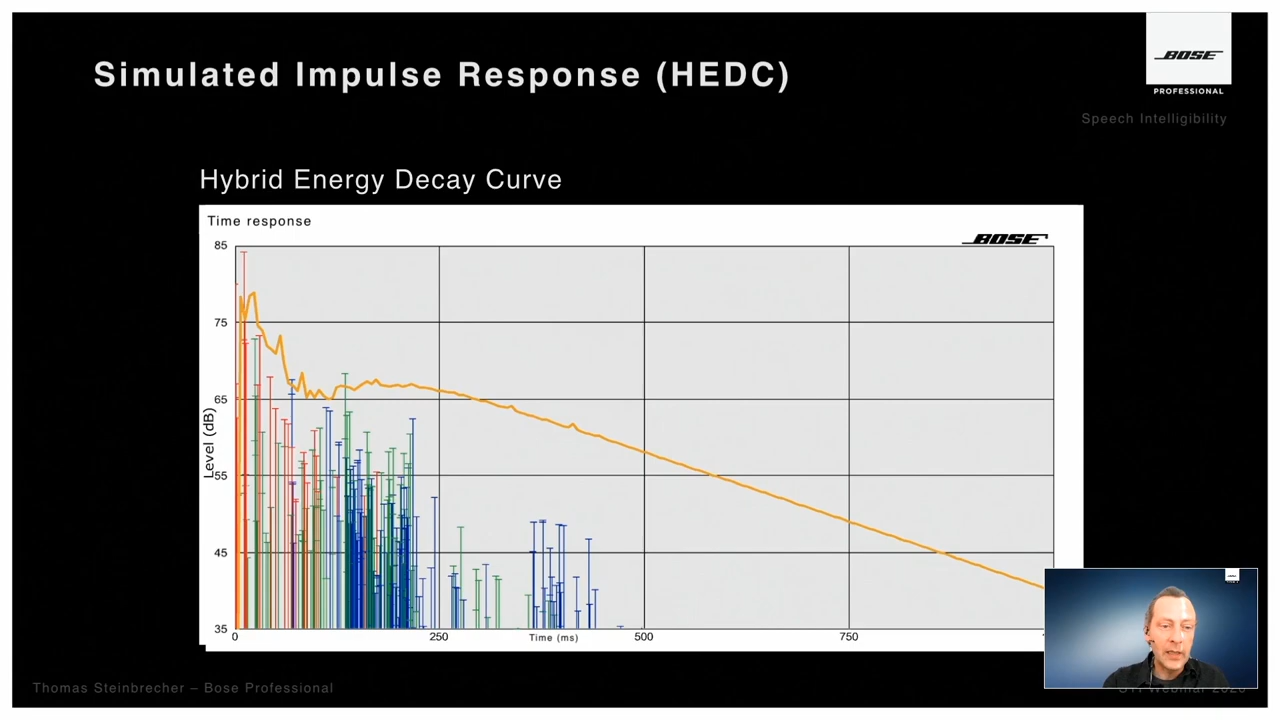 Simulated Impulse Response (HEDC)
BOSE
PROFESSIONAL
Speech Intelligibility
Hybrid Energy Decay Curve
Time response
BOSE
85
75
65
55
45
35
Level (dB)
0
250
Time (ms)
500
750
Thomas Steinbrecher – Bose Professional